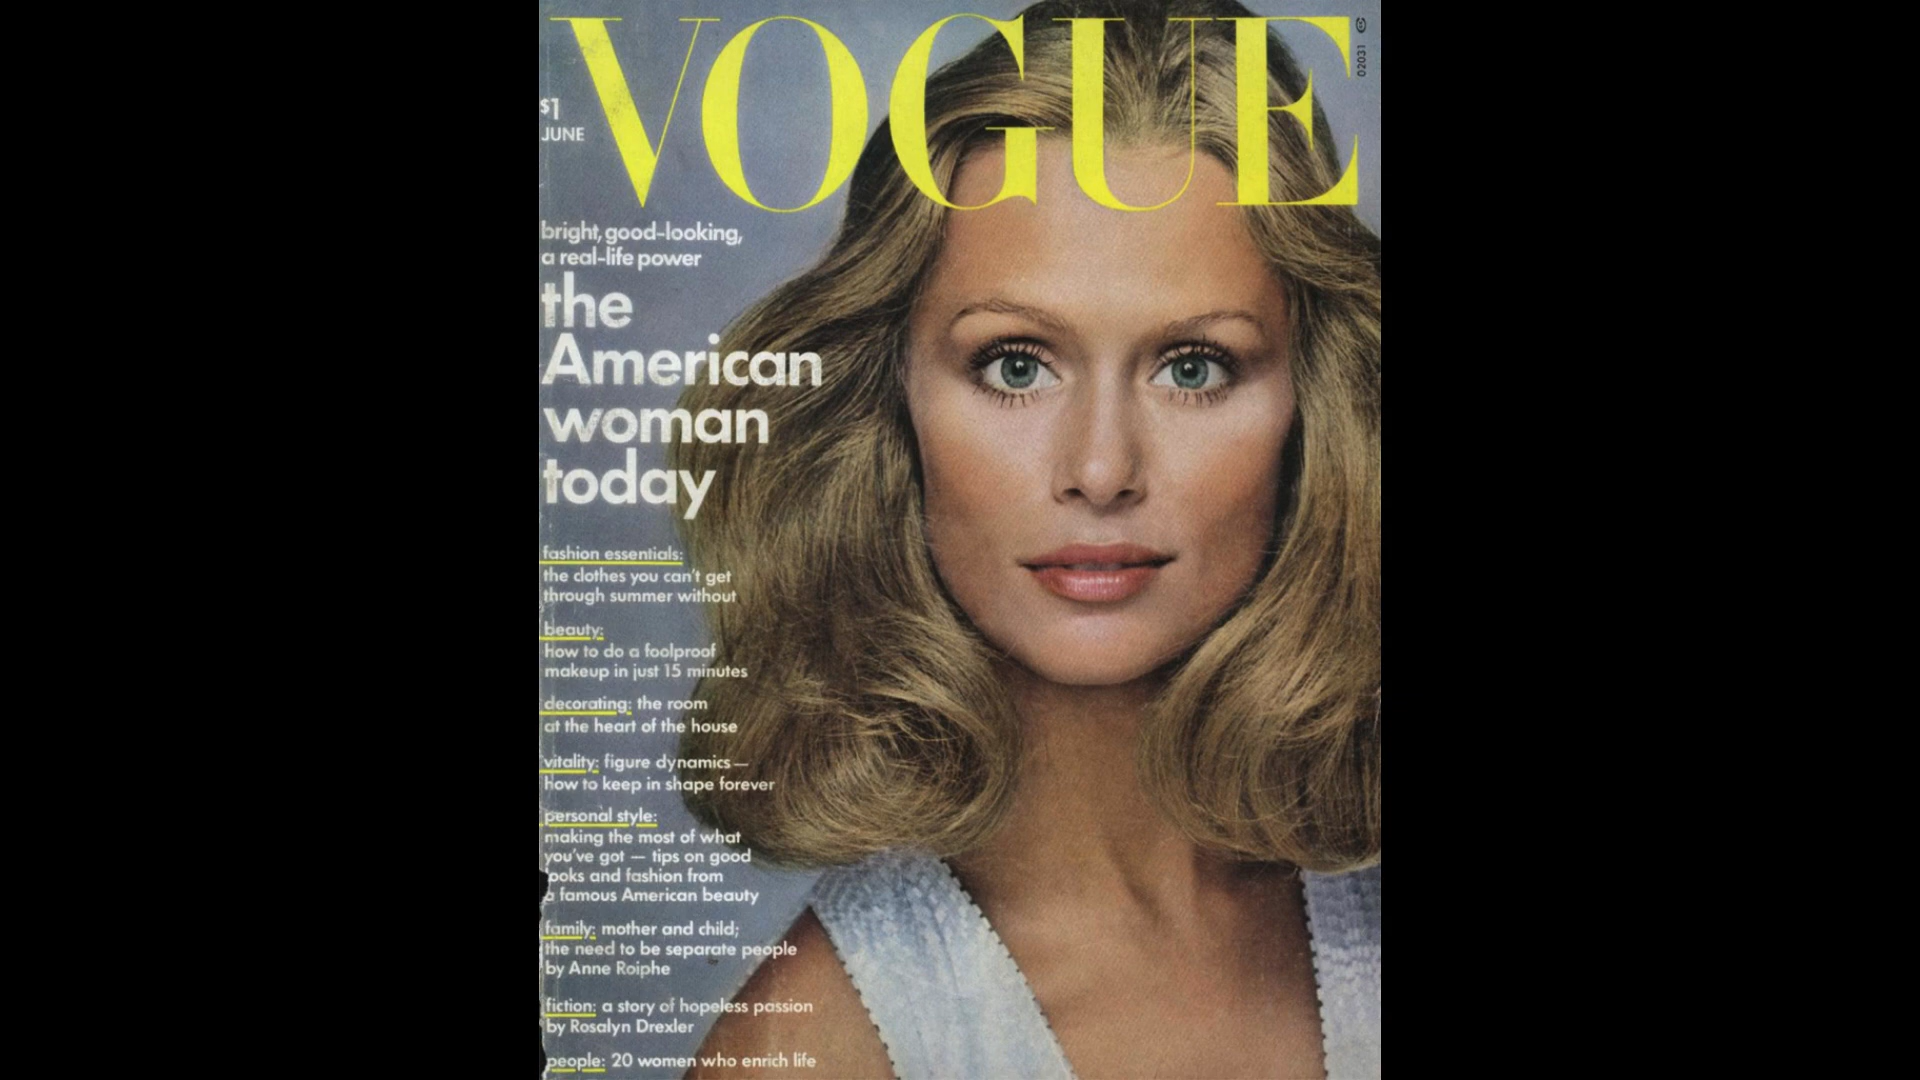 VOGUE
02031
$1
JUNE
bright, good-looking,
a real-life power
the
American
woman
today
fashion essentials:
the clothes you can't get
through summer without
beauty:
how to do a foolproof
makeup in just 15 minutes
decorating: the room
at the heart of the house
vitality: figure dynamics—
how to keep in shape forever
personal style:
making the most of what
you've got — tips on good
looks and fashion from
a famous American beauty
family: mother and child;
the need to be separate people
by Anne Roiphe
fiction: a story of hopeless passion
by Rosalyn Drexler
people: 20 women who enrich life